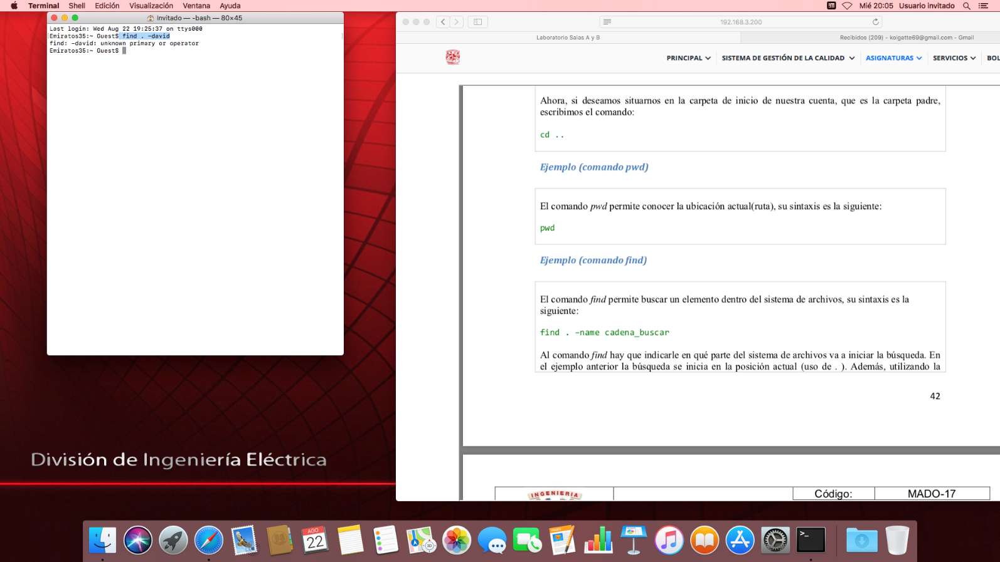 Terminal Shell Edición Visualización Ventana Ayuda
Mié 20:05 Usuario invitado
Invitado — -bash — 80×45
Last login: Wed Aug 22 19:25:37 on ttys000
[Emiratos35:~ Guest$ find . -david ]
find: -david: unknown primary or operator
Emiratos35:~ Guest$
192.168.3.200
Laboratorio Salas A y B
Recibidos (209) - kolgatte69@gmail.com - Gmail
PRINCIPAL SISTEMA DE GESTIÓN DE LA CALIDAD ASIGNATURAS SERVICIOS BOL
Ahora, si deseamos situarnos en la carpeta de inicio de nuestra cuenta, que es la carpeta padre,
escribimos el comando:
cd ..
Ejemplo (comando pwd)
El comando pwd permite conocer la ubicación actual(ruta), su sintaxis es la siguiente:
pwd
Ejemplo (comando find)
El comando find permite buscar un elemento dentro del sistema de archivos, su sintaxis es la
siguiente:
find . -name cadena_buscar
Al comando find hay que indicarle en qué parte del sistema de archivos va a iniciar la búsqueda. En
el ejemplo anterior la búsqueda se inicia en la posición actual (uso de . ). Además, utilizando la
42
INGENIERIA
Código:
MADO-17
División de Ingeniería Eléctrica
AGO
22
3D
PAGES
>_